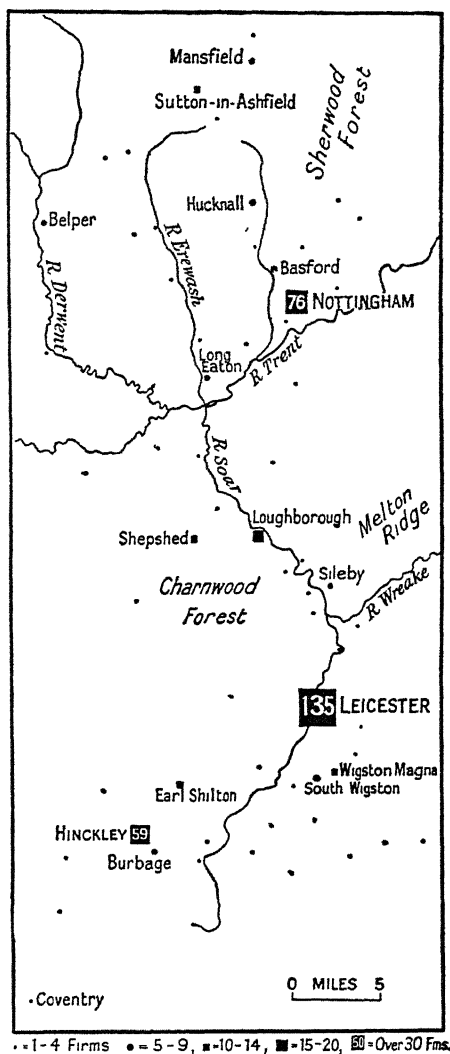 Mansfield
Sutton-in-Ashfield
Sherwood
Forest
Hucknall
Belper
R Erewash
R Derwent
Basford
76 NOTTINGHAM
Long
Eaton
R Trent
R Soar
Loughborough
Melton
Ridge
Shepshed
Sileby
Charnwood
Forest
R Wreake
135 LEICESTER
Wigston Magna
South Wigston
Earl Shilton
HINCKLEY 59
Burbage
0 MILES 5
Coventry
=1-4 Firms =5-9, =10-14, =15-20, 50=Over 30 Fms.